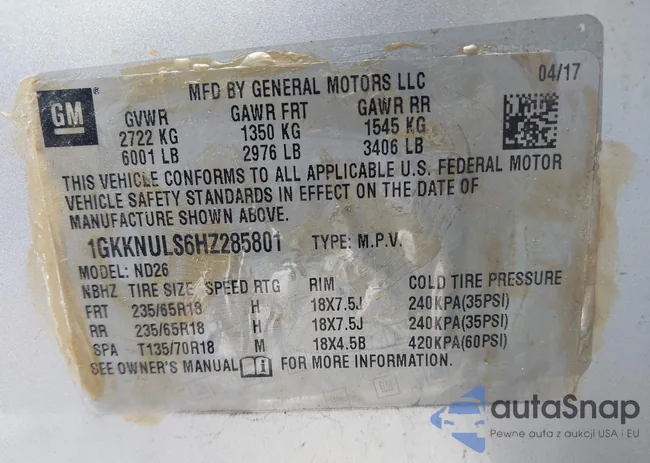 GM
MFD BY GENERAL MOTORS LLC
04/17
GVWR GAWR FRT GAWR RR
2722 KG 1350 KG 1545 KG
6001 LB 2976 LB 3406 LB
THIS VEHICLE CONFORMS TO ALL APPLICABLE U.S. FEDERAL MOTOR
VEHICLE SAFETY STANDARDS IN EFFECT ON THE DATE OF
MANUFACTURE SHOWN ABOVE.
1GKKNULS6HZ285801 TYPE: M.P.V.
MODEL: ND26
NBHZ TIRE SIZE SPEED RTG RIM COLD TIRE PRESSURE
FRT 235/65R18 H 18X7.5J 240KPA(35PSI)
RR 235/65R18 H 18X7.5J 240KPA(35PSI)
SPA T135/70R18 M 18X4.5B 420KPA(60PSI)
SEE OWNER'S MANUAL i FOR MORE INFORMATION.
autaSnap
Pewne auta z aukcji USA i EU